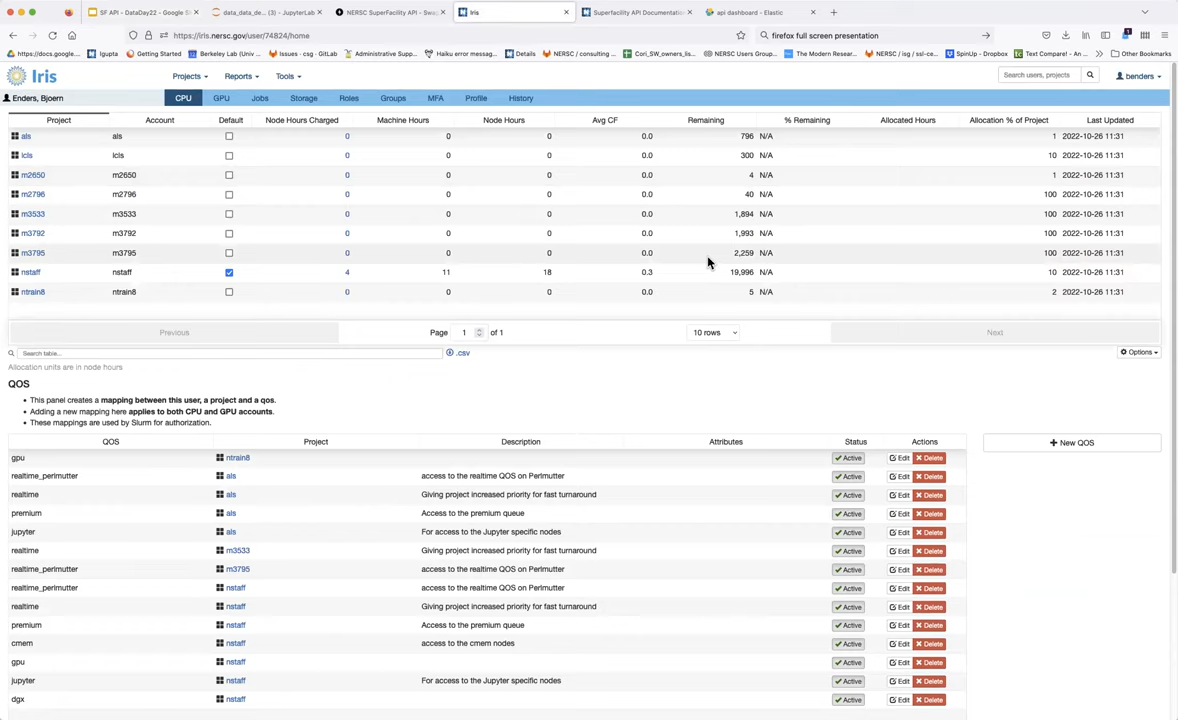 SF API - DataDay22 - Google Sl
data_data_de... (3) - JupyterLab
NERSC SuperFacility API - Swag
Iris
Superfacility API Documentation
api dashboard - Elastic
https://iris.nersc.gov/user/74824/home
firefox full screen presentation
https://docs.google....
lgupta
Getting Started
Berkeley Lab (Univ ...
Issues - csg - GitLab
Administrative Supp...
Haiku error messag...
Details
NERSC / consulting ...
Cori_SW_owners_lis...
NERSC Users Group...
The Modern Resear...
NERSC / isg / ssl-ce...
SpinUp - Dropbox
Text Compare! - An ...
Other Bookmarks
Iris
Projects
Reports
Tools
Search users, projects
benders
Enders, Bjoern
CPU
GPU
Jobs
Storage
Roles
Groups
MFA
Profile
History
Project Account Default Node Hours Charged Machine Hours Node Hours Avg CF Remaining % Remaining Allocated Hours Allocation % of Project Last Updated
als als 0 0 0 0.0 796 N/A 1 2022-10-26 11:31
lcls lcls 0 0 0 0.0 300 N/A 10 2022-10-26 11:31
m2650 m2650 0 0 0 0.0 4 N/A 1 2022-10-26 11:31
m2796 m2796 0 0 0 0.0 40 N/A 100 2022-10-26 11:31
m3533 m3533 0 0 0 0.0 1,894 N/A 100 2022-10-26 11:31
m3792 m3792 0 0 0 0.0 1,993 N/A 100 2022-10-26 11:31
m3795 m3795 0 0 0 0.0 2,259 N/A 100 2022-10-26 11:31
nstaff nstaff 4 11 18 0.3 19,996 N/A 10 2022-10-26 11:31
ntrain8 ntrain8 0 0 0 0.0 5 N/A 2 2022-10-26 11:31
Previous
Page 1 of 1
10 rows
Next
Search table...
.csv
Options
Allocation units are in node hours
QOS
This panel creates a mapping between this user, a project and a qos.
Adding a new mapping here applies to both CPU and GPU accounts.
These mappings are used by Slurm for authorization.
QOS Project Description Attributes Status Actions
New QOS
gpu ntrain8 Active Edit Delete
realtime_perlmutter als access to the realtime QOS on Perlmutter Active Edit Delete
realtime als Giving project increased priority for fast turnaround Active Edit Delete
premium als Access to the premium queue Active Edit Delete
jupyter als For access to the Jupyter specific nodes Active Edit Delete
realtime m3533 Giving project increased priority for fast turnaround Active Edit Delete
realtime_perlmutter m3795 access to the realtime QOS on Perlmutter Active Edit Delete
realtime_perlmutter nstaff access to the realtime QOS on Perlmutter Active Edit Delete
realtime nstaff Giving project increased priority for fast turnaround Active Edit Delete
premium nstaff Access to the premium queue Active Edit Delete
cmem nstaff access to the cmem nodes Active Edit Delete
gpu nstaff Active Edit Delete
jupyter nstaff For access to the Jupyter specific nodes Active Edit Delete
dgx nstaff Active Edit Delete